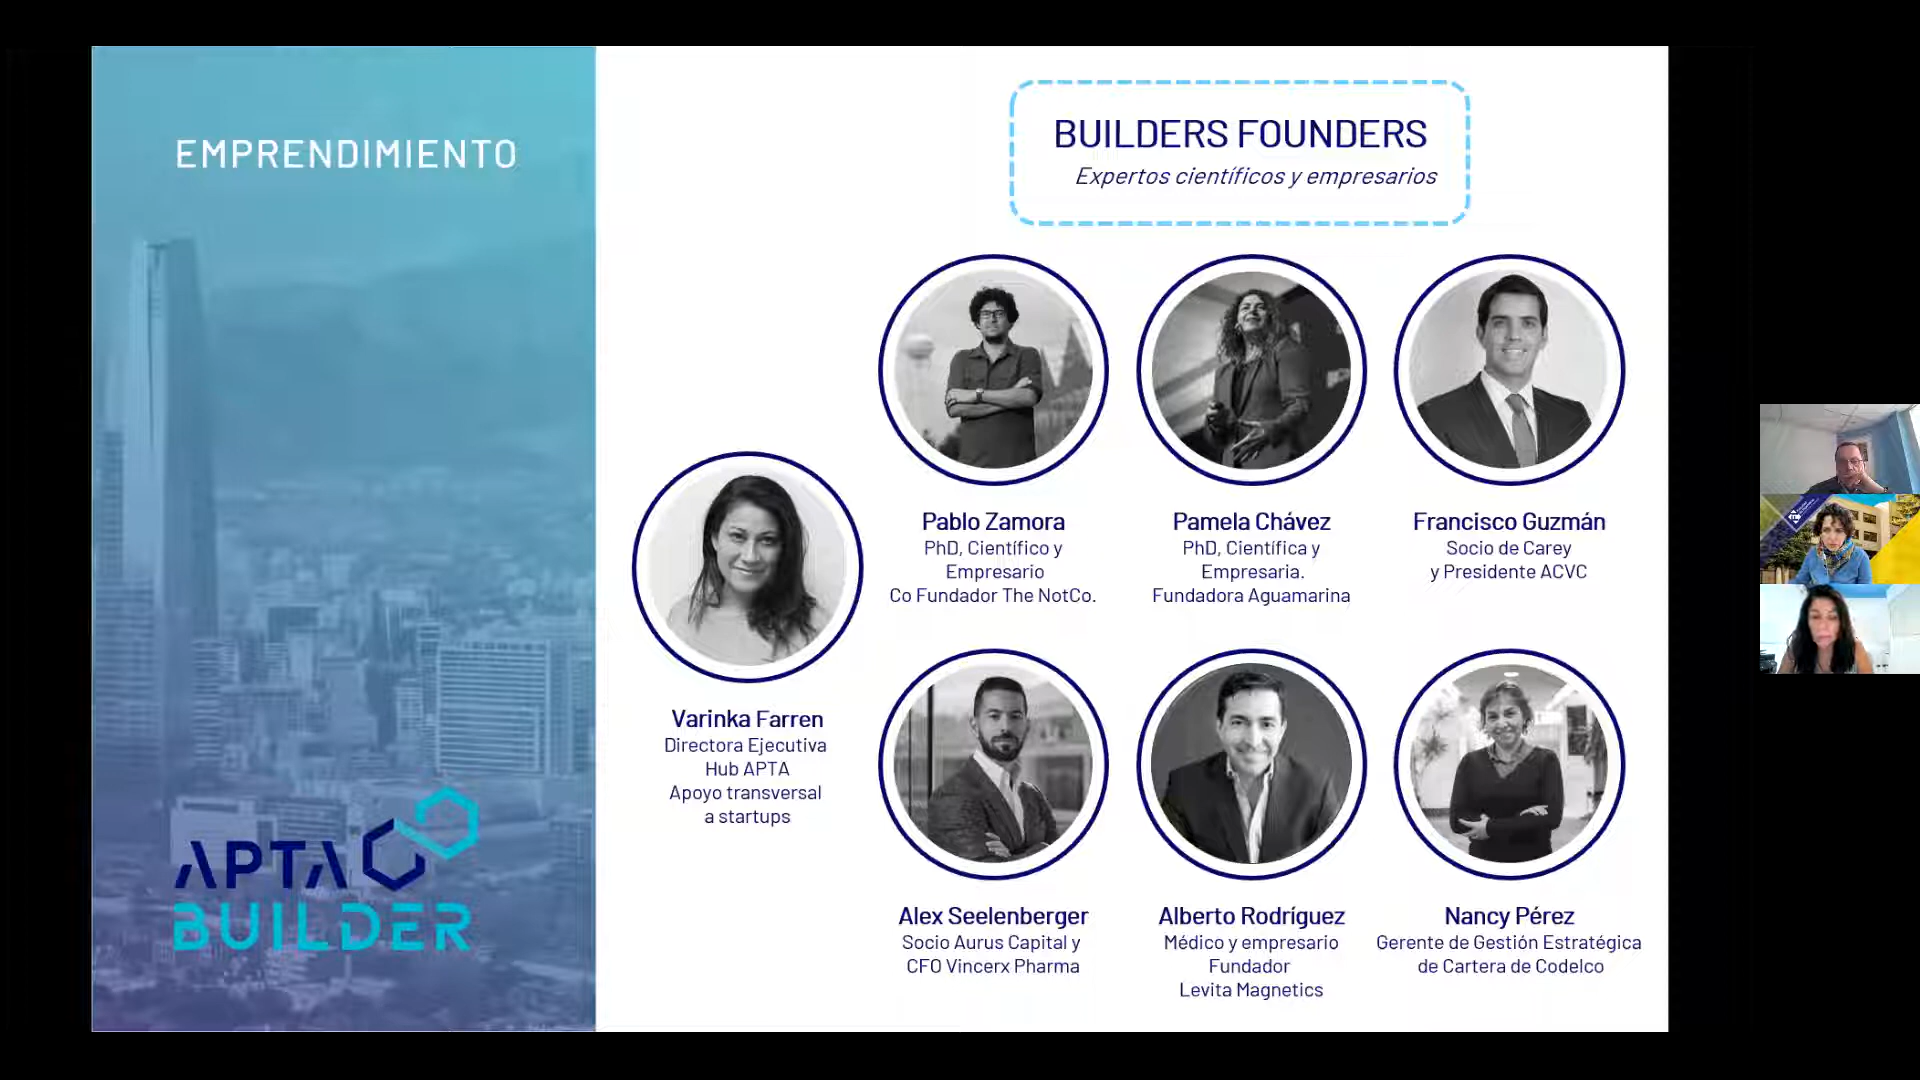 EMPRENDIMIENTO
APTA
BUILDER
BUILDERS FOUNDERS
Expertos científicos y empresarios
Varinka Farren
Directora Ejecutiva
Hub APTA
Apoyo transversal
a startups
Pablo Zamora
PhD, Científico y
Empresario
Co Fundador The NotCo.
Pamela Chávez
PhD, Científica y
Empresaria.
Fundadora Aguamarina
Francisco Guzmán
Socio de Carey
y Presidente ACVC
Alex Seelenberger
Socio Aurus Capital y
CFO Vincerx Pharma
Alberto Rodríguez
Médico y empresario
Fundador
Levita Magnetics
Nancy Pérez
Gerente de Gestión Estratégica
de Cartera de Codelco